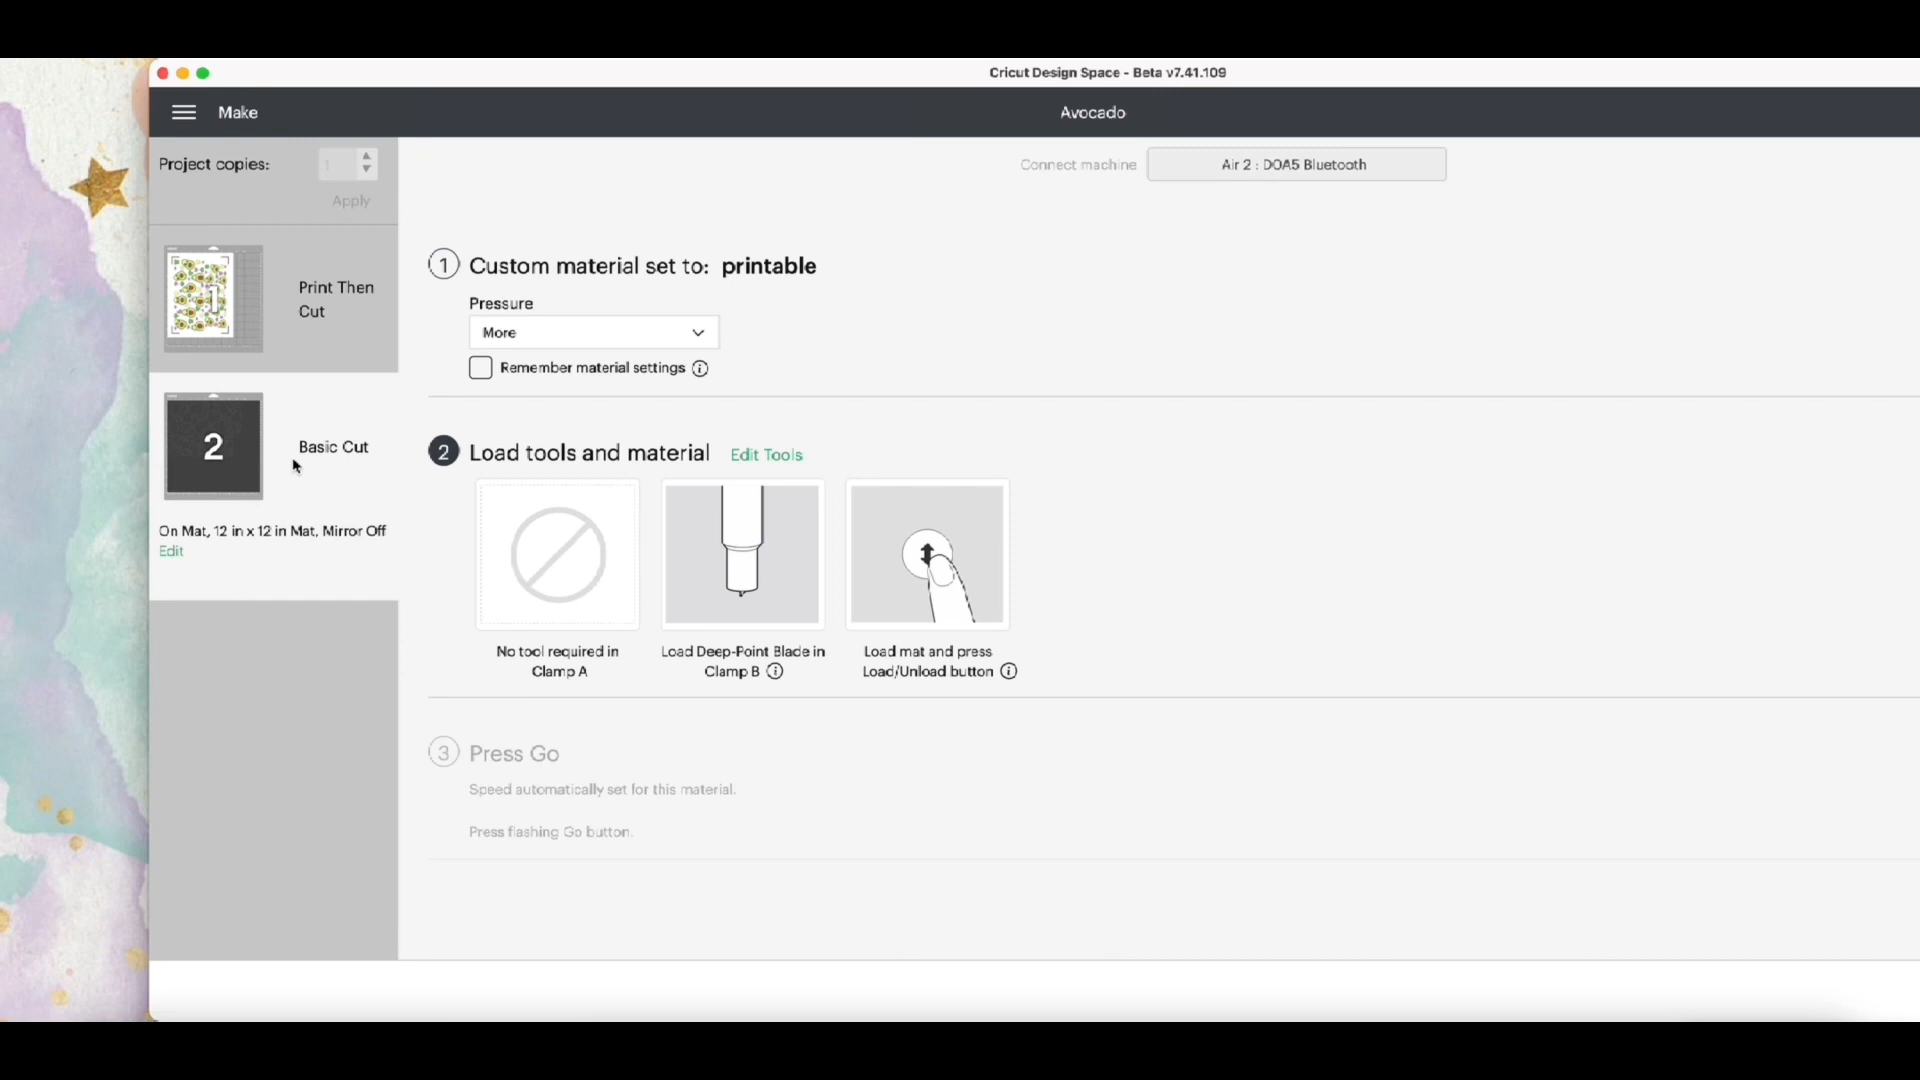 Cricut Design Space - Beta v7.41.109
Make
Avocado
Project copies:
1
Apply
Connect machine
Air 2 : DOA5 Bluetooth
1
Print Then
Cut
2
Basic Cut
On Mat, 12 in x 12 in Mat, Mirror Off
Edit
1 Custom material set to: printable
Pressure
More
Remember material settings
2 Load tools and material Edit Tools
No tool required in
Clamp A
Load Deep-Point Blade in
Clamp B
Load mat and press
Load/Unload button
3 Press Go
Speed automatically set for this material.
Press flashing Go button.